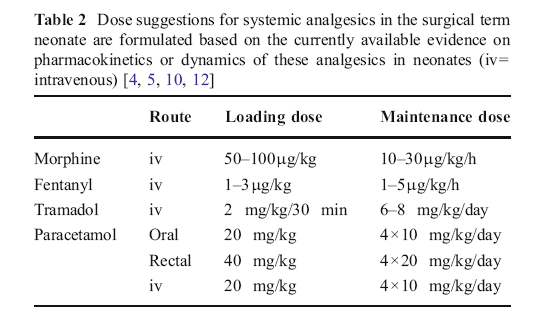 Table 2 Dose suggestions for systemic analgesics in the surgical term
neonate are formulated based on the currently available evidence on
pharmacokinetics or dynamics of these analgesics in neonates (iv=
intravenous) [4, 5, 10, 12]
Route Loading dose Maintenance dose
Morphine iv 50–100μg/kg 10–30μg/kg/h
Fentanyl iv 1–3μg/kg 1–5μg/kg/h
Tramadol iv 2 mg/kg/30 min 6–8 mg/kg/day
Paracetamol Oral 20 mg/kg 4×10 mg/kg/day
Rectal 40 mg/kg 4×20 mg/kg/day
iv 20 mg/kg 4×10 mg/kg/day